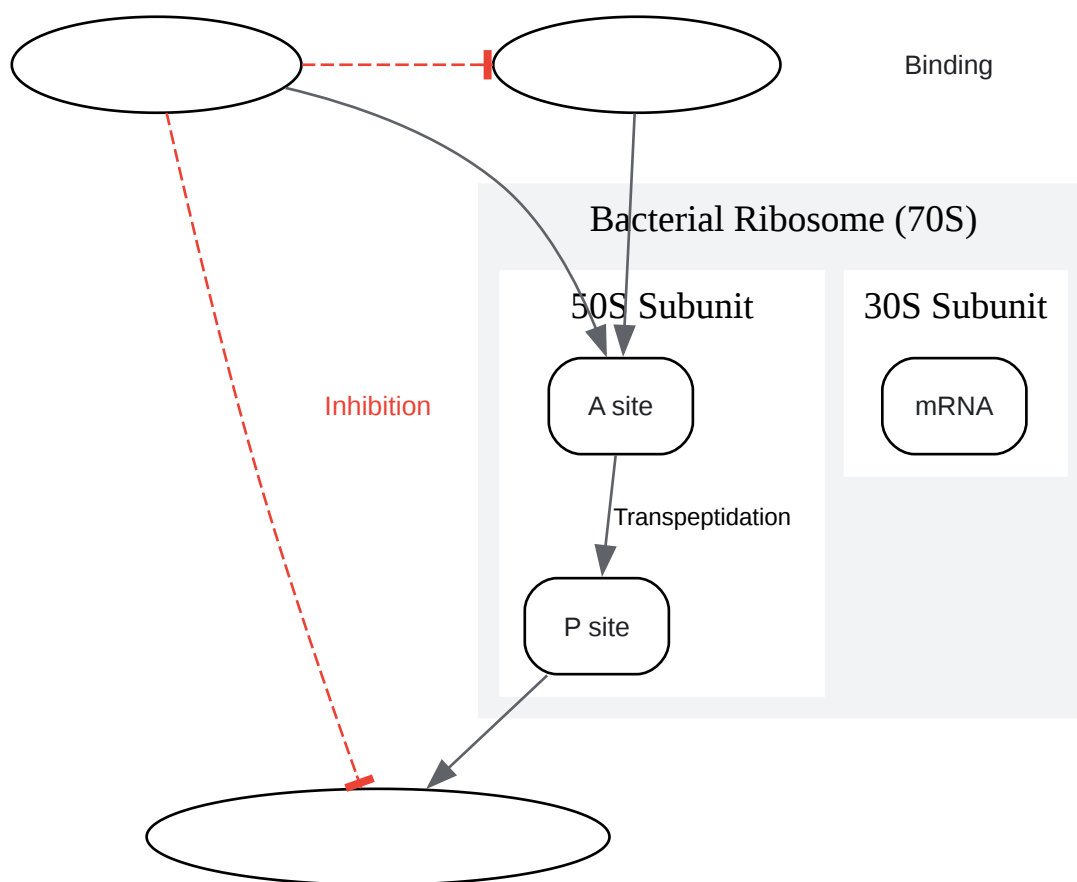 Binding
Bacterial Ribosome (70S)
50S Subunit
30S Subunit
Inhibition
A site
mRNA
Transpeptidation
P site